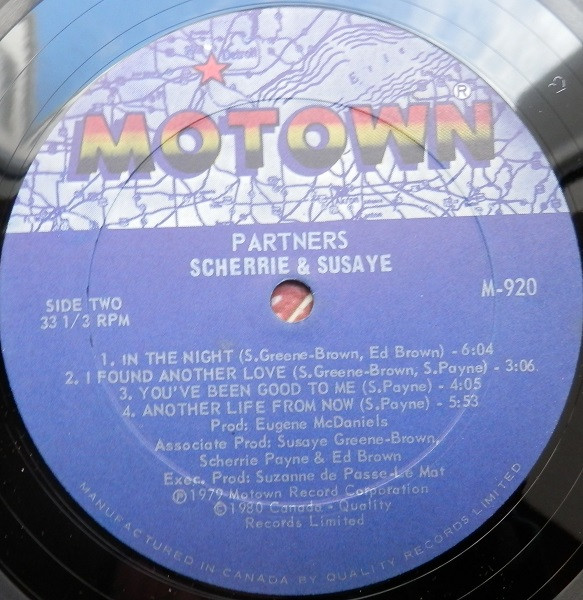 ERIE
MOTOWN®
PARTNERS
SCHERRIE & SUSAYE
M-920
SIDE TWO
33 1/3 RPM
1. IN THE NIGHT (S.Greene-Brown, Ed Brown) - 6:04
2. I FOUND ANOTHER LOVE (S.Greene-Brown, S.Payne) - 3:06
3. YOU'VE BEEN GOOD TO ME (S.Payne) - 4:05
4. ANOTHER LIFE FROM NOW (S.Payne) - 5:53
Prod: Eugene McDaniels
Associate Prod: Susaye Greene-Brown,
Scherrie Payne & Ed Brown
Exec. Prod: Suzanne de Passe-Le Mat
℗1979 Motown Record Corporation
©1980 Canada - Quality
Records Limited
MANUFACTURED IN CANADA BY QUALITY RECORDS LIMITED